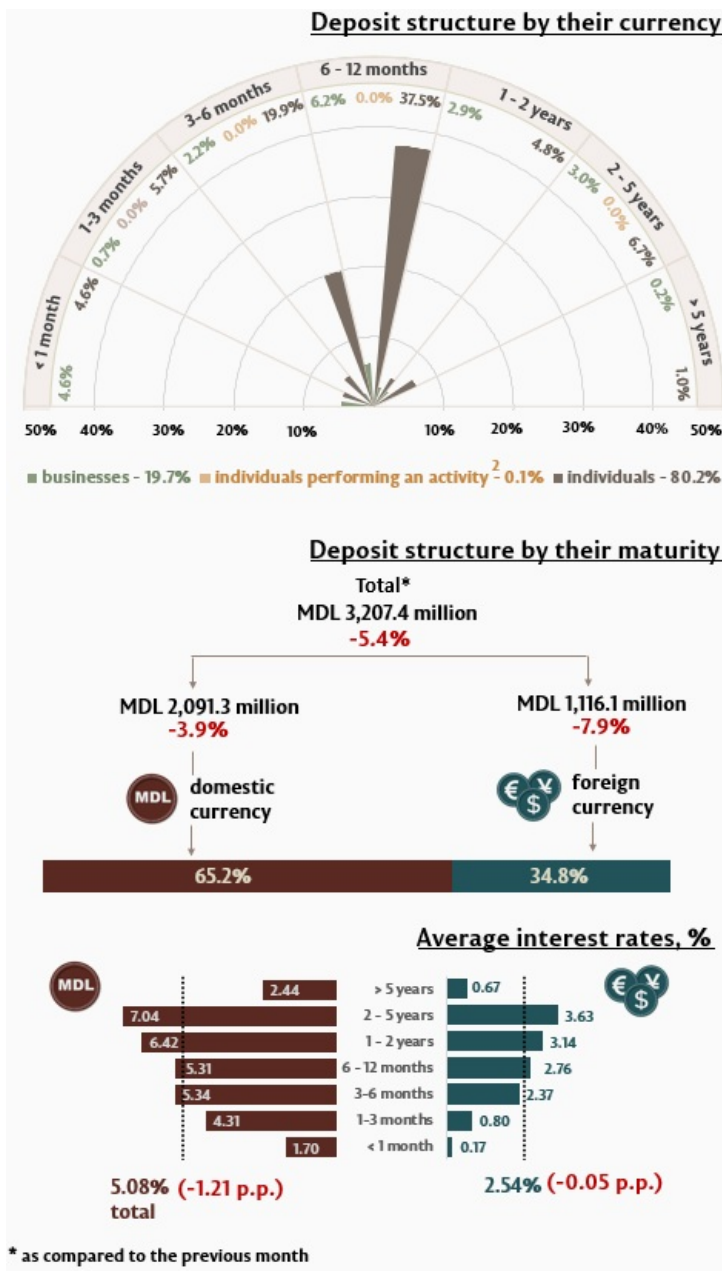 Deposit structure by their currency
< 1 month
1-3 months
3-6 months
6 - 12 months
1 - 2 years
2 - 5 years
> 5 years
4.6%
4.6%
0.7%
0.0%
5.7%
2.2%
0.0%
19.9%
6.2%
0.0%
37.5%
2.9%
4.8%
3.0%
0.0%
6.7%
0.2%
1.0%
50% 40% 30% 20% 10% 10% 20% 30% 40% 50%
businesses - 19.7% individuals performing an activity 2 - 0.1% individuals - 80.2%
Deposit structure by their maturity
Total*
MDL 3,207.4 million
-5.4%
MDL 2,091.3 million
-3.9%
MDL 1,116.1 million
-7.9%
MDL
domestic
currency
€ ¥ $
foreign
currency
65.2% 34.8%
Average interest rates, %
MDL
€ ¥ $
2.44 > 5 years 0.67
7.04 2 - 5 years 3.63
6.42 1 - 2 years 3.14
5.31 6 - 12 months 2.76
5.34 3-6 months 2.37
4.31 1-3 months 0.80
1.70 < 1 month 0.17
5.08% (-1.21 p.p.)
total
2.54% (-0.05 p.p.)
* as compared to the previous month